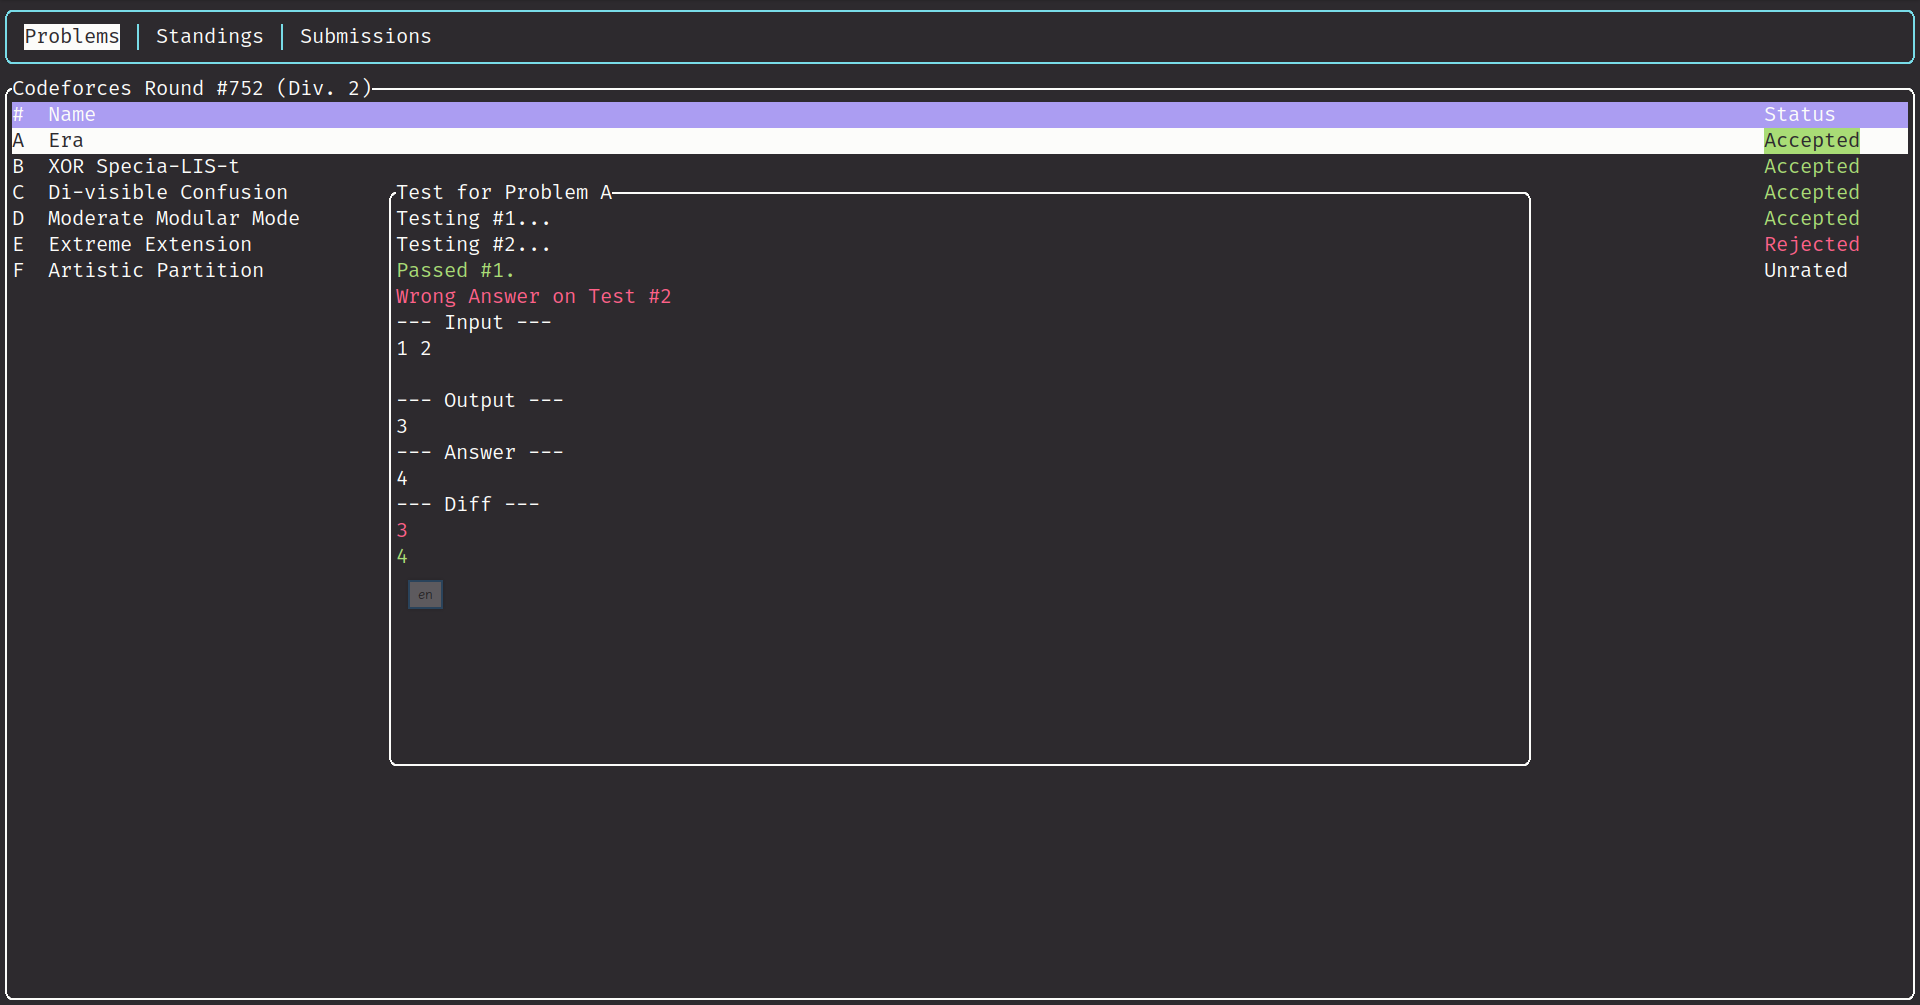 Problems | Standings | Submissions
Codeforces Round #752 (Div. 2)
# Name Status
A Era Accepted
B XOR Specia-LIS-t Accepted
C Di-visible Confusion Accepted
D Moderate Modular Mode Accepted
E Extreme Extension Rejected
F Artistic Partition Unrated
Test for Problem A
Testing #1...
Testing #2...
Passed #1.
Wrong Answer on Test #2
--- Input ---
1 2
--- Output ---
3
--- Answer ---
4
--- Diff ---
3
4
en